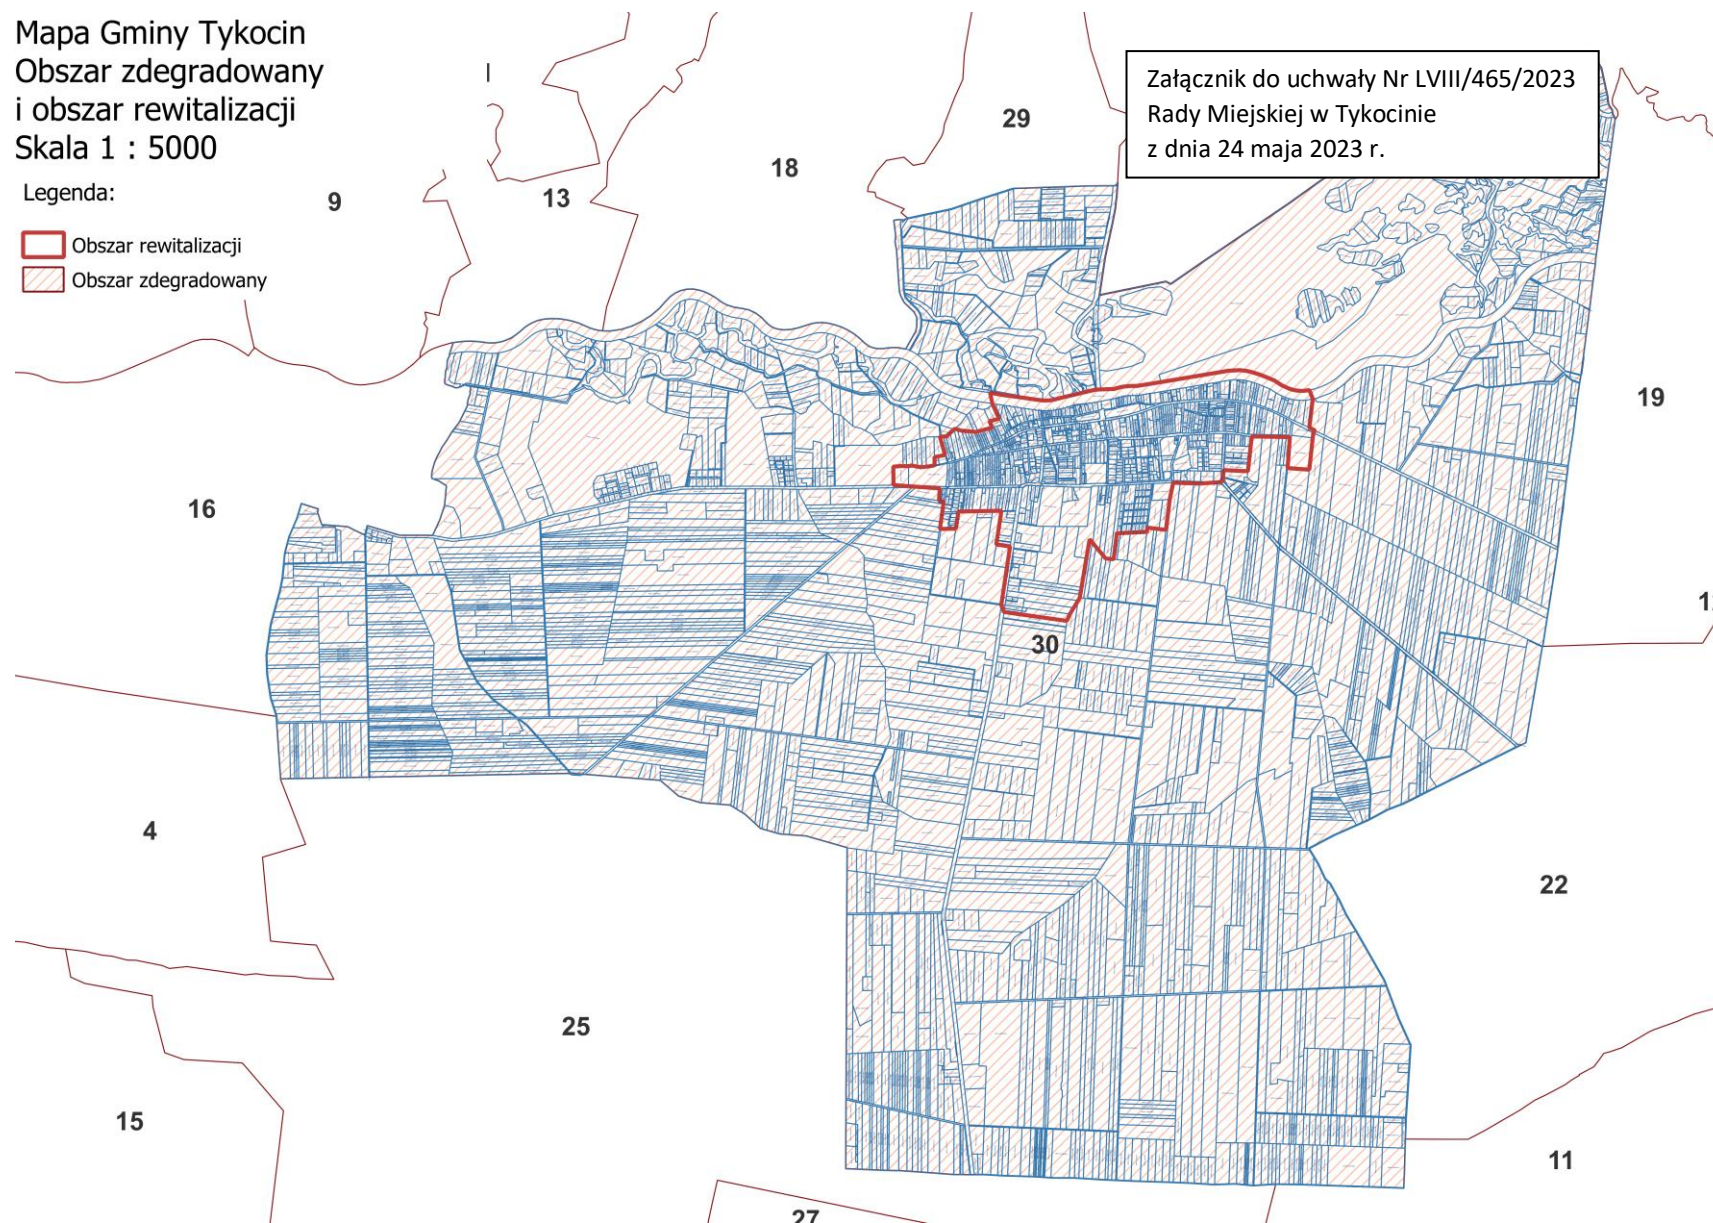 Mapa Gminy Tykocin
Obszar zdegradowany
i obszar rewitalizacji
Skala 1 : 5000
Legenda:
Obszar rewitalizacji
Obszar zdegradowany
Załącznik do uchwały Nr LVIII/465/2023
Rady Miejskiej w Tykocinie
z dnia 24 maja 2023 r.
29
18
13
9
19
16
30
4
22
25
15
11
27